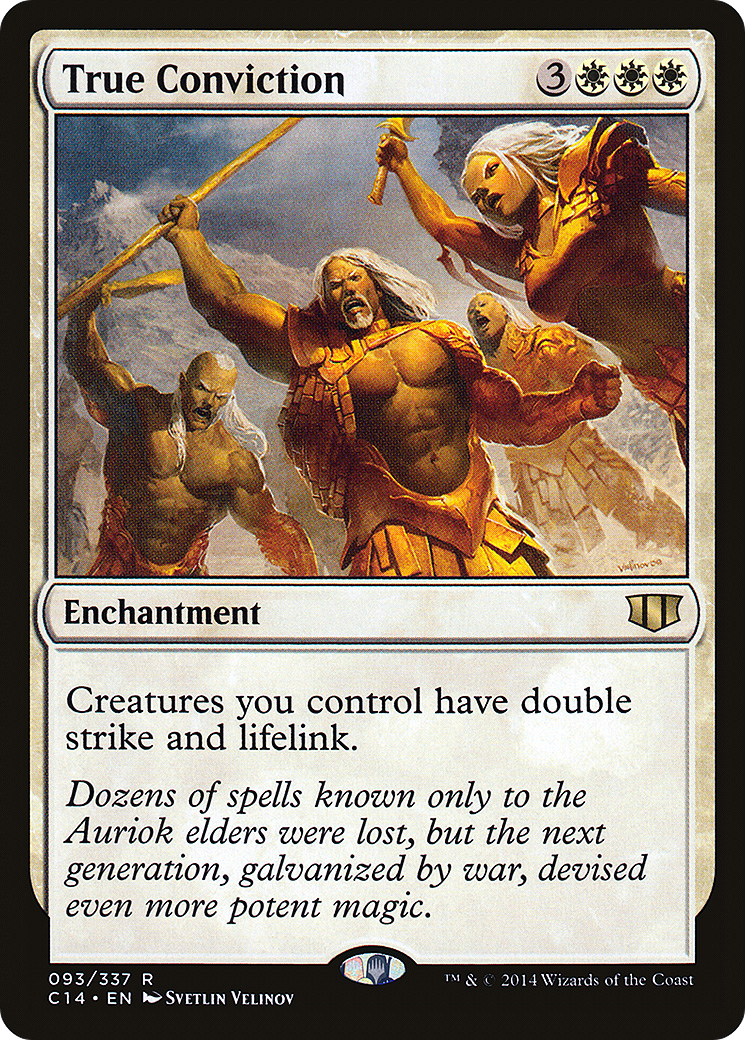 True Conviction 3
Velinov
Enchantment
Creatures you control have double
strike and lifelink.
Dozens of spells known only to the
Auriok elders were lost, but the next
generation, galvanized by war, devised
even more potent magic.
093/337 R
C14 • EN Svetlin Velinov
™ & © 2014 Wizards of the Coast